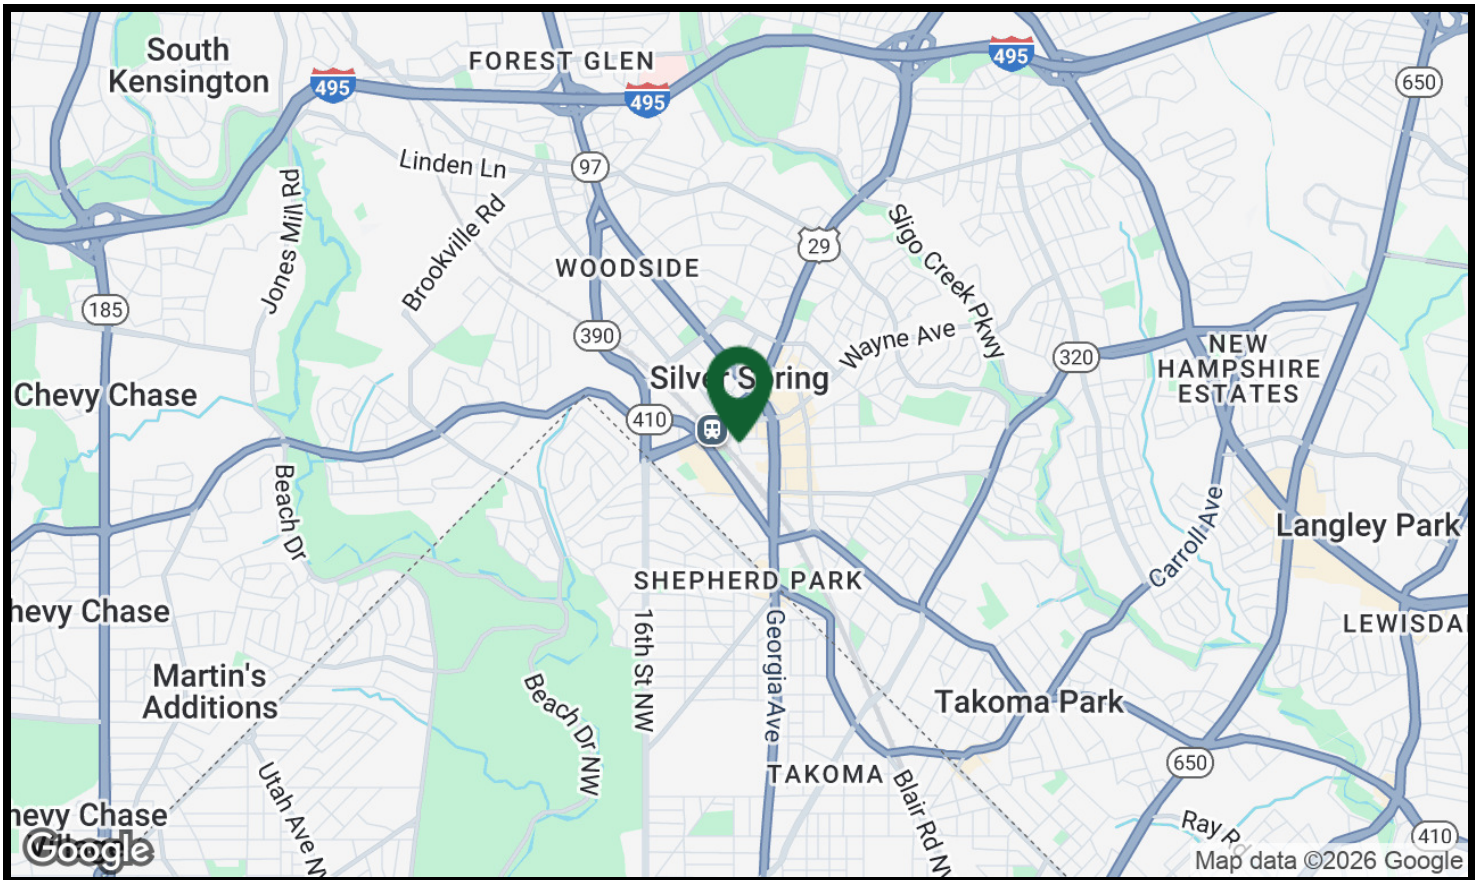 South
Kensington
FOREST GLEN
495
495
495
650
Linden Ln
97
Jones Mill Rd
Brookville Rd
Sligo Creek Pkwy
29
WOODSIDE
185
390
Wayne Ave
320
NEW
HAMPSHIRE
ESTATES
Silver Spring
Chevy Chase
410
Beach Dr
Carroll Ave
Langley Park
SHEPHERD PARK
hevy Chase
16th St NW
Georgia Ave
LEWISDA
Martin's
Additions
Beach Dr NW
Takoma Park
TAKOMA
650
Utah Ave NW
Blair Rd NW
hevy Chase
Ray Rd
410
Google
Map data ©2026 Google